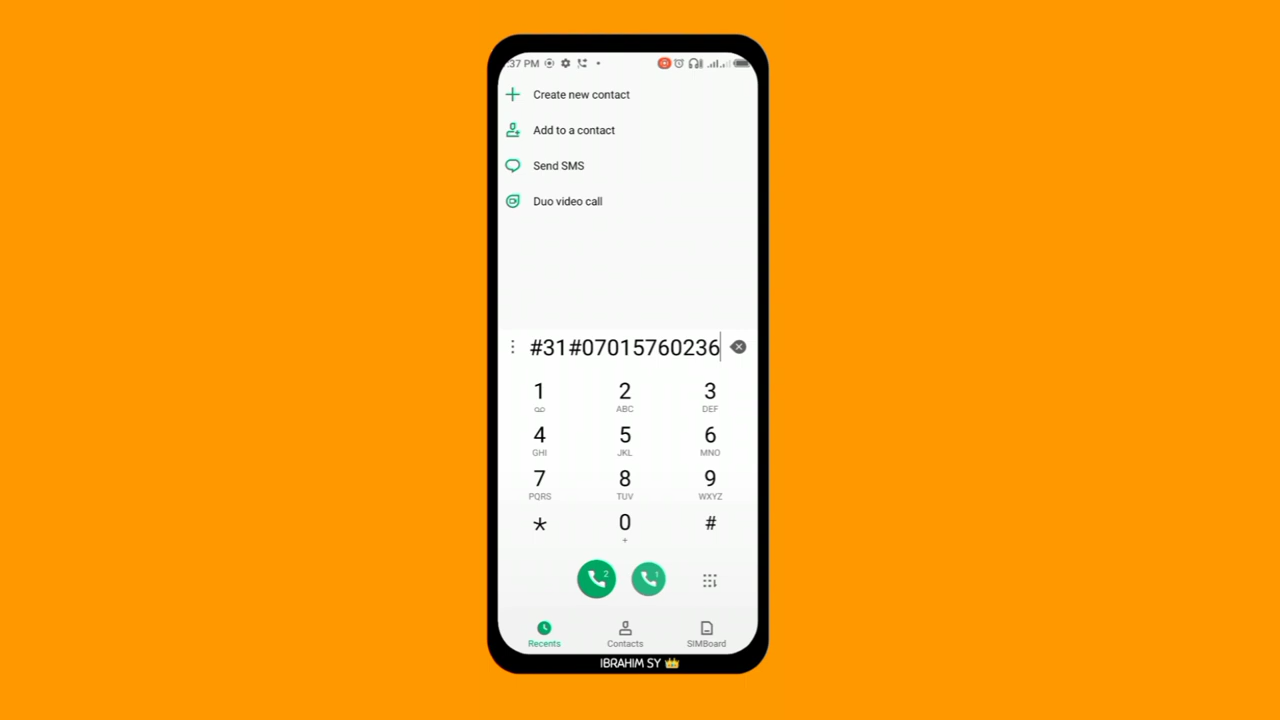 :37 PM
Create new contact
Add to a contact
Send SMS
Duo video call
#31#07015760236
1 2 3
ABC DEF
4 5 6
GHI JKL MNO
7 8 9
PQRS TUV WXYZ
* 0 #
+
2 1
Recents Contacts SIMBoard
IBRAHIM SY 👑